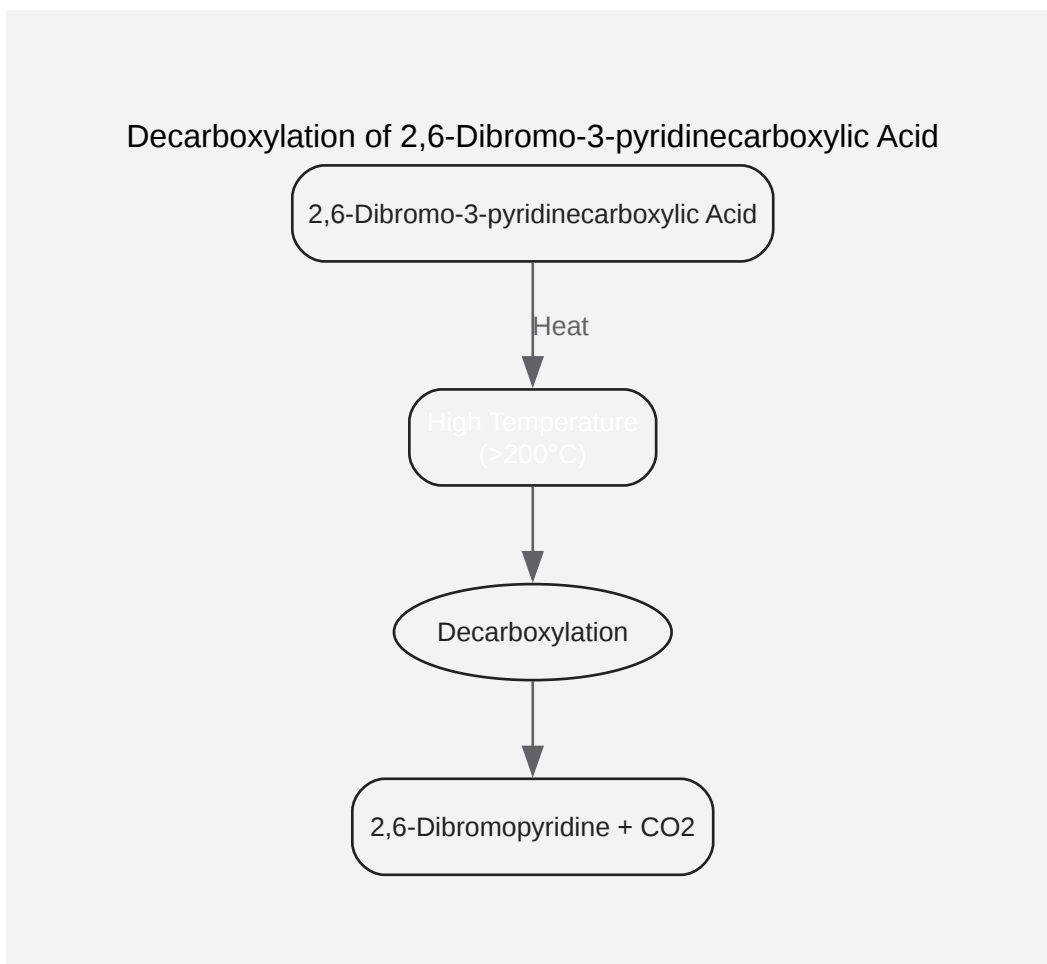 Decarboxylation of 2,6-Dibromo-3-pyridinecarboxylic Acid
2,6-Dibromo-3-pyridinecarboxylic Acid
Heat
High Temperature
(>200°C)
Decarboxylation
2,6-Dibromopyridine + CO2